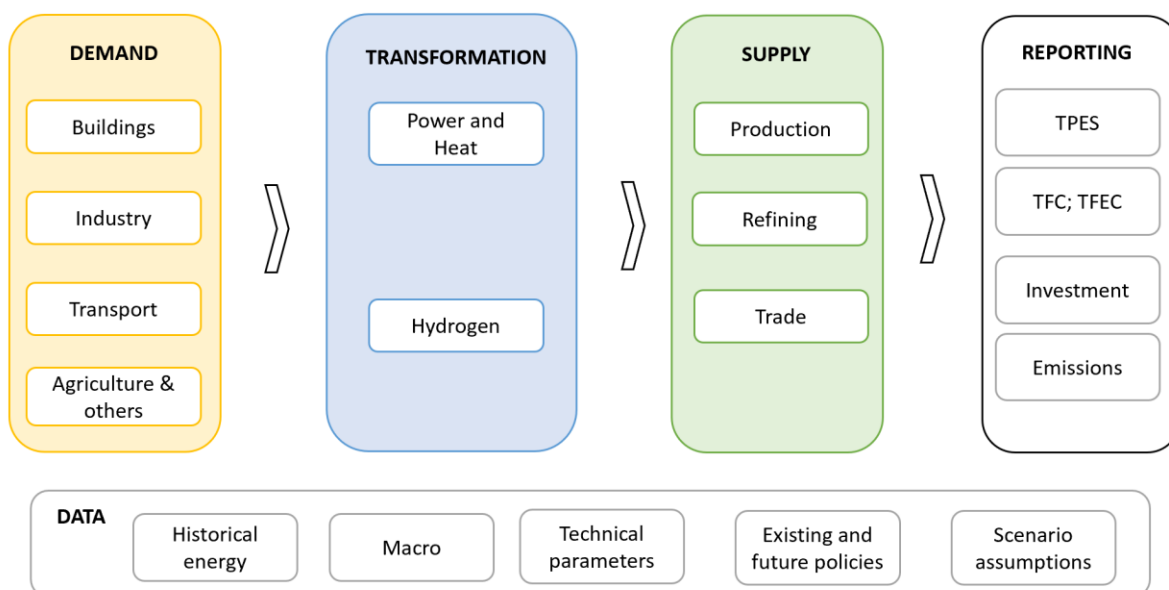 DEMAND
Buildings
Industry
Transport
Agriculture &
others
TRANSFORMATION
Power and
Heat
Hydrogen
SUPPLY
Production
Refining
Trade
REPORTING
TPES
TFC; TFEC
Investment
Emissions
DATA
Historical
energy
Macro
Technical
parameters
Existing and
future policies
Scenario
assumptions